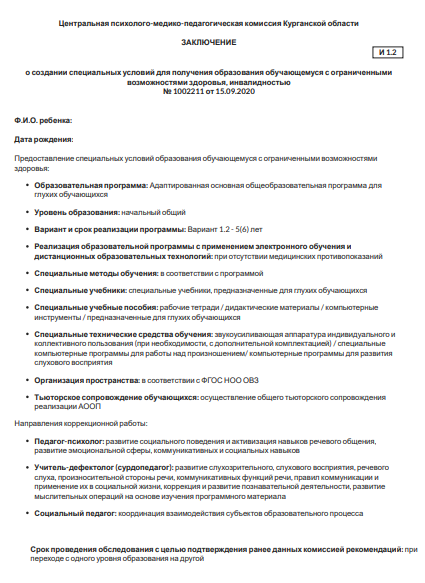 Центральная психолого-медико-педагогическая комиссия Курганской области
ЗАКЛЮЧЕНИЕ
И 1.2
о создании специальных условий для получения образования обучающемуся с ограниченными
возможностями здоровья, инвалидностью
№ 1002211 от 15.09.2020
Ф.И.О. ребенка:
Дата рождения:
Предоставление специальных условий образования обучающемуся с ограниченными возможностями
здоровья:
• Образовательная программа: Адаптированная основная общеобразовательная программа для
глухих обучающихся
• Уровень образования: начальный общий
• Вариант и срок реализации программы: Вариант 1.2 - 5(6) лет
• Реализация образовательной программы с применением электронного обучения и
дистанционных образовательных технологий: при отсутствии медицинских противопоказаний
• Специальные методы обучения: в соответствии с программой
• Специальные учебники: специальные учебники, предназначенные для глухих обучающихся
• Специальные учебные пособия: рабочие тетради / дидактические материалы / компьютерные
инструменты / предназначенные для глухих обучающихся
• Специальные технические средства обучения: звукоусиливающая аппаратура индивидуального и
коллективного пользования (при необходимости, с дополнительной комплектацией) / специальные
компьютерные программы для работы над произношением/ компьютерные программы для развития
слухового восприятия
• Организация пространства: в соответствии с ФГОС НОО ОВЗ
• Тьюторское сопровождение обучающихся: осуществление общего тьюторского сопровождения
реализации АООП
Направления коррекционной работы:
• Педагог-психолог: развитие социального поведения и активизация навыков речевого общения,
развитие эмоциональной сферы, коммуникативных и социальных навыков
• Учитель-дефектолог (сурдопедагог): развитие слухозрительного, слухового восприятия, речевого
слуха, произносительной стороны речи, коммуникативных функций речи, правил коммуникации и
применение их в социальной жизни, коррекция и развитие познавательной деятельности, развитие
мыслительных операций на основе изучения программного материала
• Социальный педагог: координация взаимодействия субъектов образовательного процесса
Срок проведения обследования с целью подтверждения ранее данных комиссией рекомендаций: при
переходе с одного уровня образования на другой